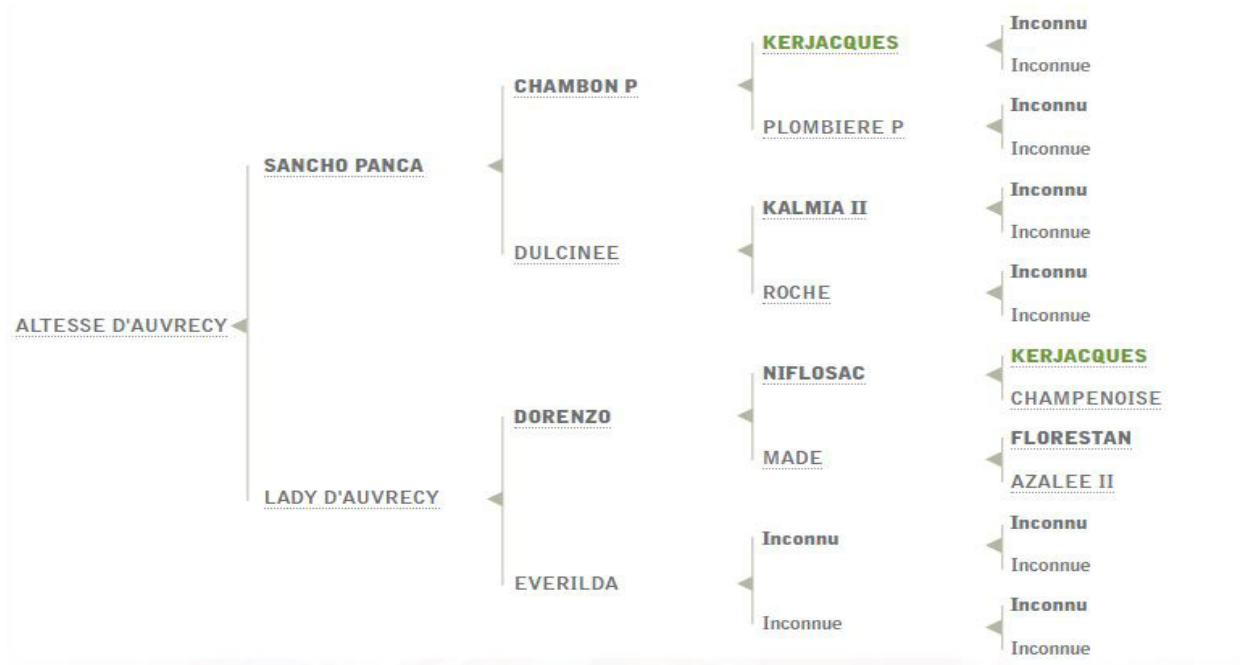 Inconnu
KERJACQUES
Inconnue
CHAMBON P
Inconnu
PLOMBIERE P
Inconnue
SANCHO PANCA
Inconnu
KALMIA II
Inconnue
DULCINEE
Inconnu
ROCHE
Inconnue
ALTESSE D'AUVRECY
KERJACQUES
NIFLOSAC
CHAMPENOISE
DORENZO
FLORESTAN
MADE
AZALEE II
LADY D'AUVRECY
Inconnu
Inconnu
Inconnue
EVERILDA
Inconnu
Inconnue
Inconnue